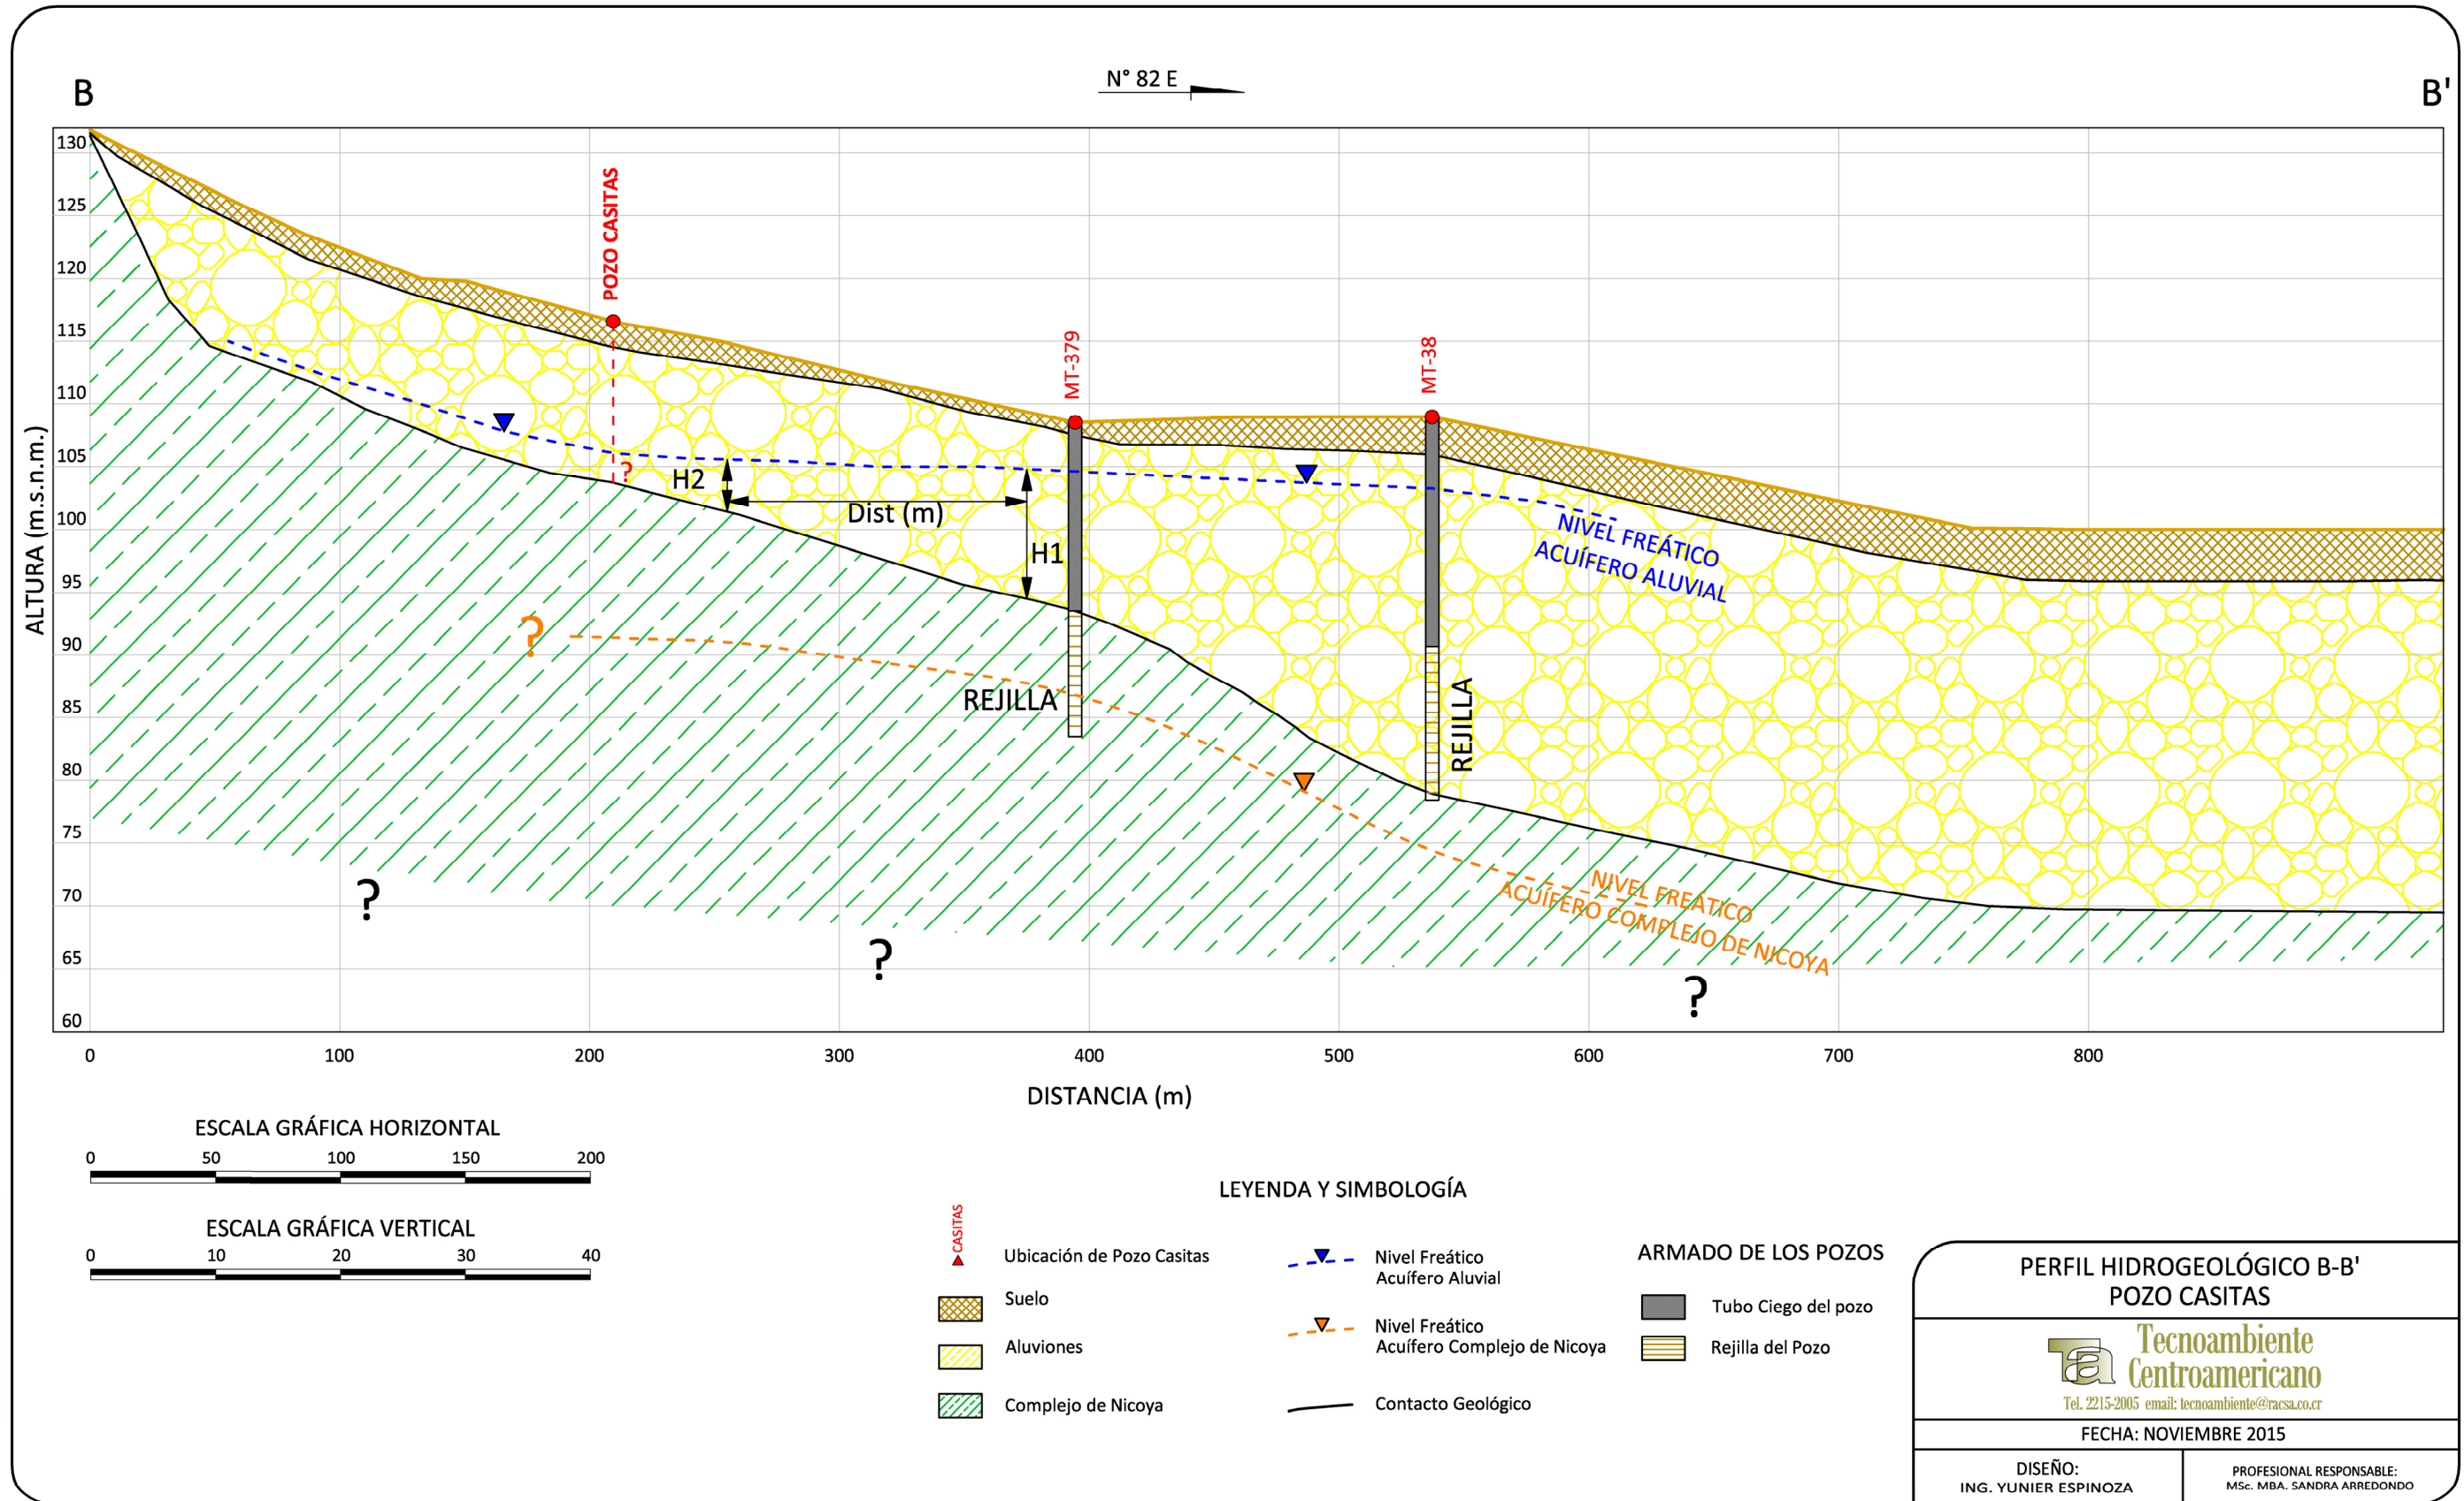 B
N° 82 E
B'
130
125
120
115
110
105
100
95
90
85
80
75
70
65
60
ALTURA (m.s.n.m.)
POZO CASITAS
MT-379
MT-38
?
H2
Dist (m)
H1
NIVEL FREÁTICO
ACUÍFERO ALUVIAL
?
REJILLA
REJILLA
NIVEL FREÁTICO
ACUÍFERO COMPLEJO DE NICOYA
?
?
?
0 100 200 300 400 500 600 700 800
DISTANCIA (m)
ESCALA GRÁFICA HORIZONTAL
0 50 100 150 200
ESCALA GRÁFICA VERTICAL
0 10 20 30 40
LEYENDA Y SIMBOLOGÍA
CASITAS
Ubicación de Pozo Casitas
Suelo
Aluviones
Complejo de Nicoya
Nivel Freático
Acuífero Aluvial
Nivel Freático
Acuífero Complejo de Nicoya
Contacto Geológico
ARMADO DE LOS POZOS
Tubo Ciego del pozo
Rejilla del Pozo
PERFIL HIDROGEOLÓGICO B-B'
POZO CASITAS
Ta
Tecnoambiente
Centroamericano
Tel. 2215-2005 email: tecnoambiente@racsa.co.cr
FECHA: NOVIEMBRE 2015
DISEÑO:
ING. YUNIER ESPINOZA
PROFESIONAL RESPONSABLE:
MSc. MBA. SANDRA ARREDONDO